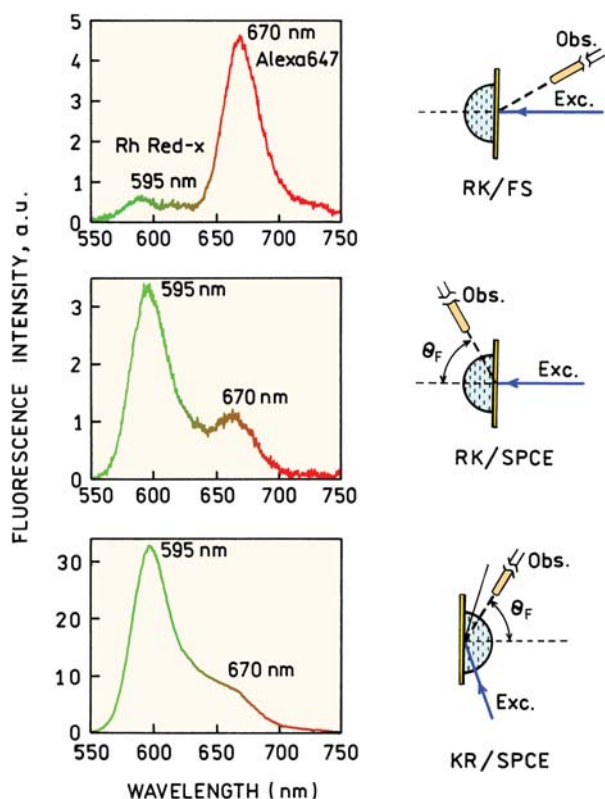 FLUORESCENCE INTENSITY, a.u.
5
4
3
2
1
0
670 nm
Alexa647
Rh Red-x
595 nm
550 600 650 700 750
Obs.
Exc.
RK/FS
3
2
1
0
595 nm
670 nm
550 600 650 700 750
Obs.
θF
Exc.
RK/SPCE
30
20
10
0
595 nm
670 nm
550 600 650 700 750
WAVELENGTH (nm)
Obs.
θF
Exc.
KR/SPCE